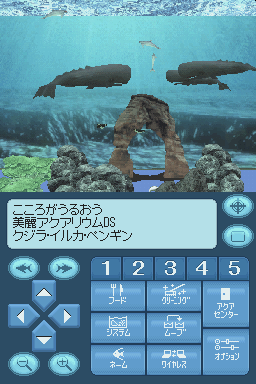 こころがうるおう
美麗アクアリウムDS
クジラ・イルカ・ペンギン
1 2 3 4 5
フード
クリーニング
アクア
センター
システム
ムーブ
オプション
ネーム
ワイヤレス